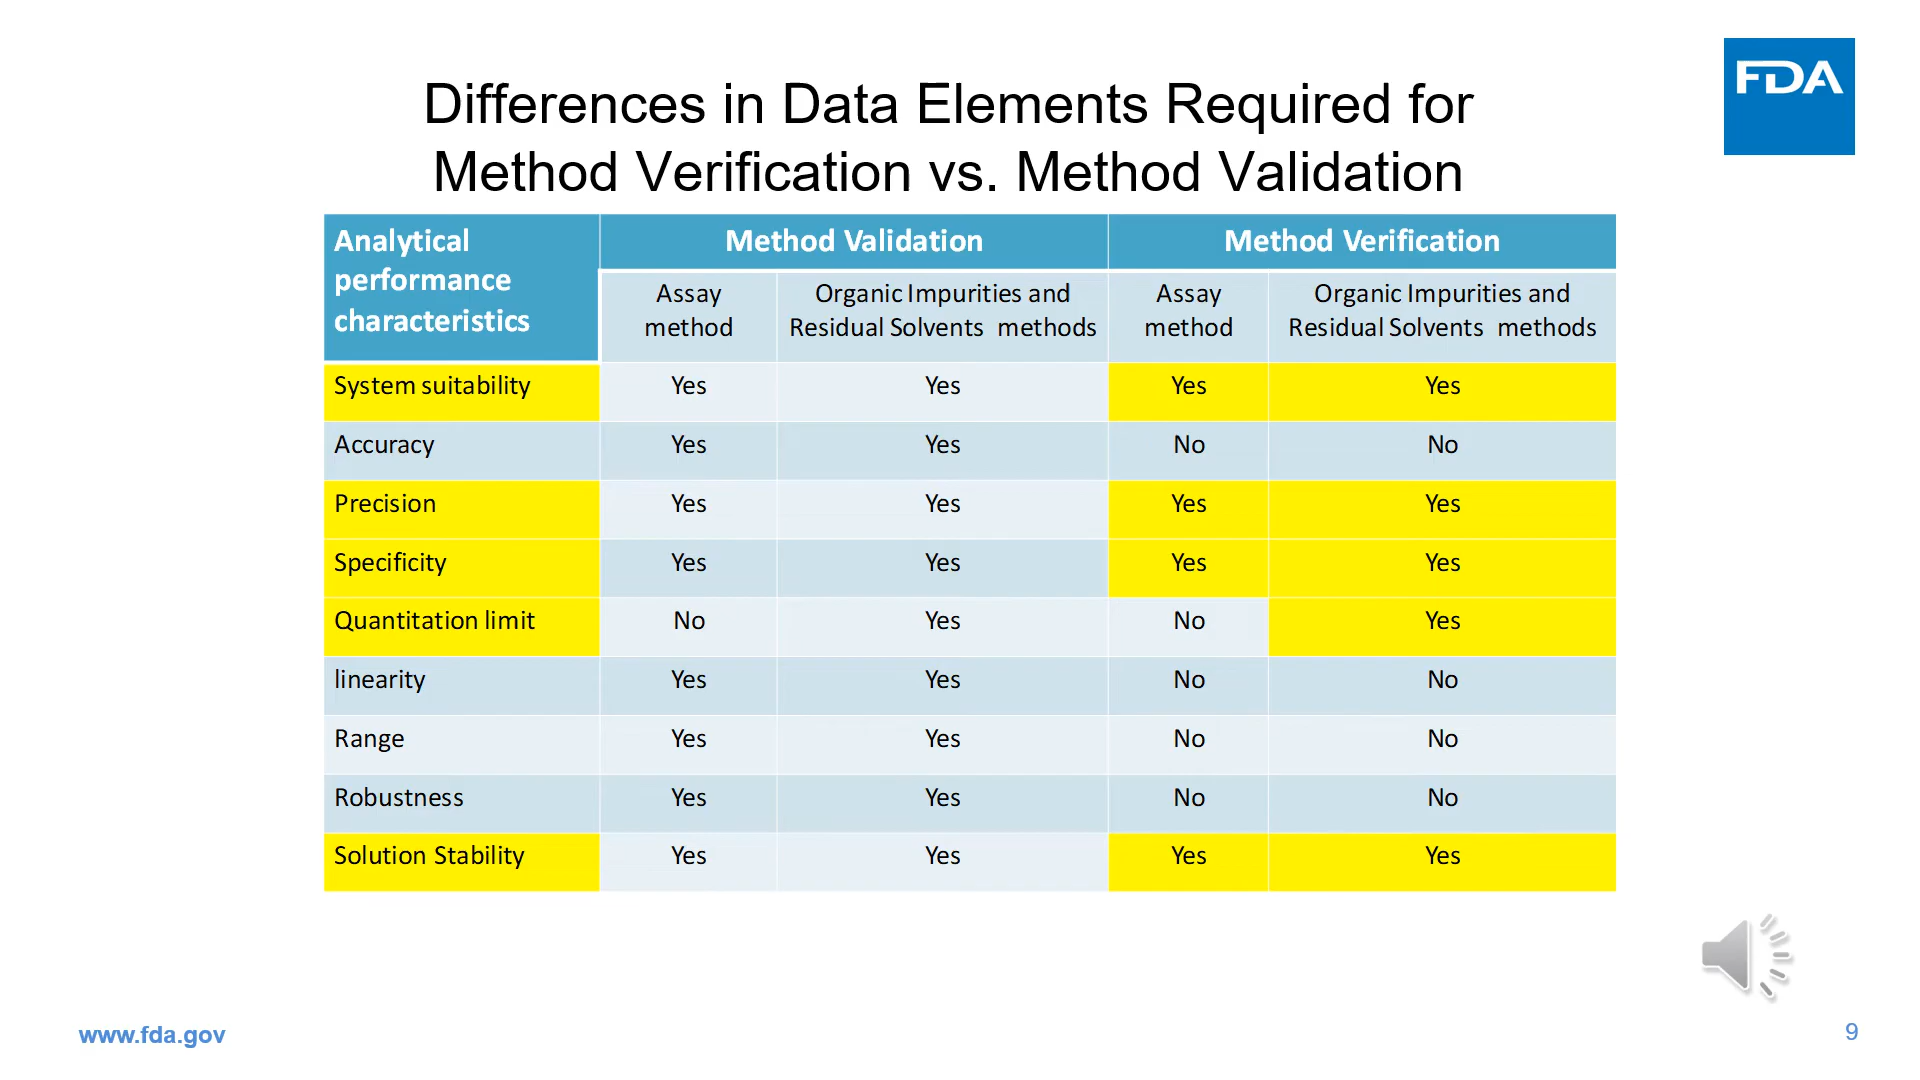 FDA
Differences in Data Elements Required for
Method Verification vs. Method Validation
Analytical performance characteristics
Method Validation
Method Verification
Assay method
Organic Impurities and Residual Solvents methods
Assay method
Organic Impurities and Residual Solvents methods
System suitability Yes Yes Yes Yes
Accuracy Yes Yes No No
Precision Yes Yes Yes Yes
Specificity Yes Yes Yes Yes
Quantitation limit No Yes No Yes
linearity Yes Yes No No
Range Yes Yes No No
Robustness Yes Yes No No
Solution Stability Yes Yes Yes Yes
www.fda.gov
9